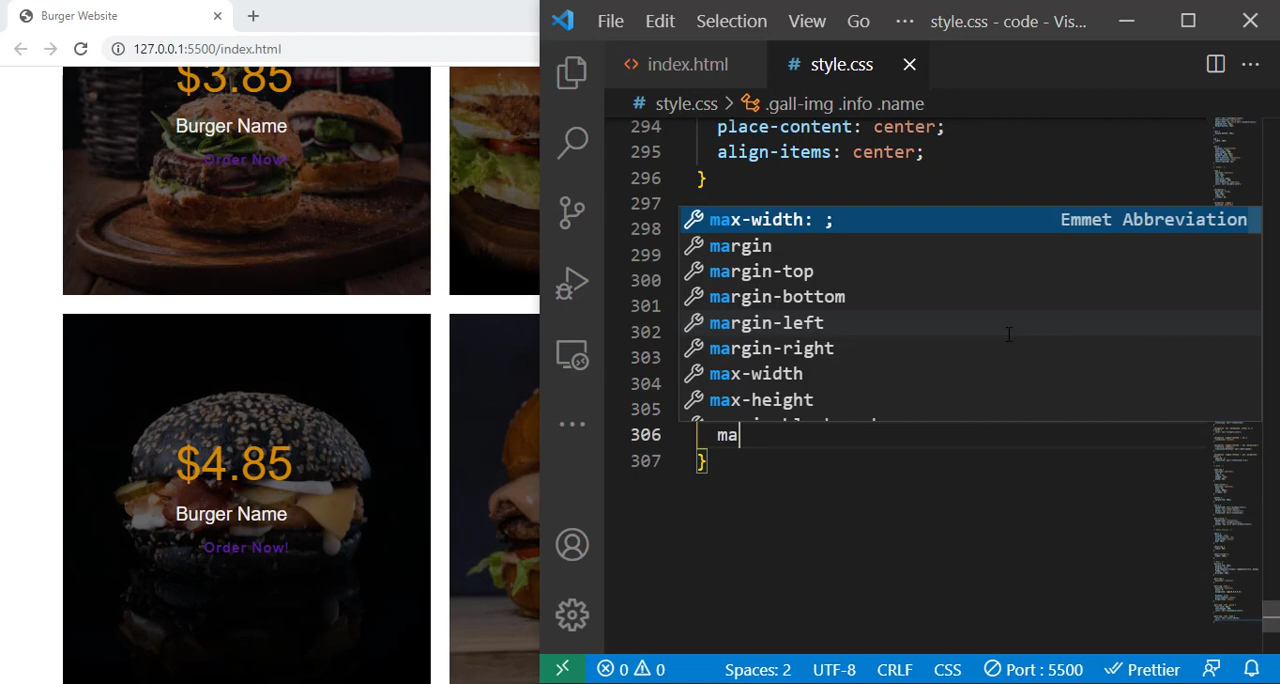 Burger Website
127.0.0.1:5500/index.html
$3.85
Burger Name
Order Now!
$4.85
Burger Name
Order Now!
File Edit Selection View Go ··· style.css - code - Vis...
index.html # style.css
# style.css > .gall-img .info .name
294 place-content: center;
295 align-items: center;
296 }
297
298 max-width: ; Emmet Abbreviation
299 margin
300 margin-top
301 margin-bottom
302 margin-left
303 margin-right
304 max-width
305 max-height
306 ma
307 }
0 0 Spaces: 2 UTF-8 CRLF CSS Port : 5500 Prettier